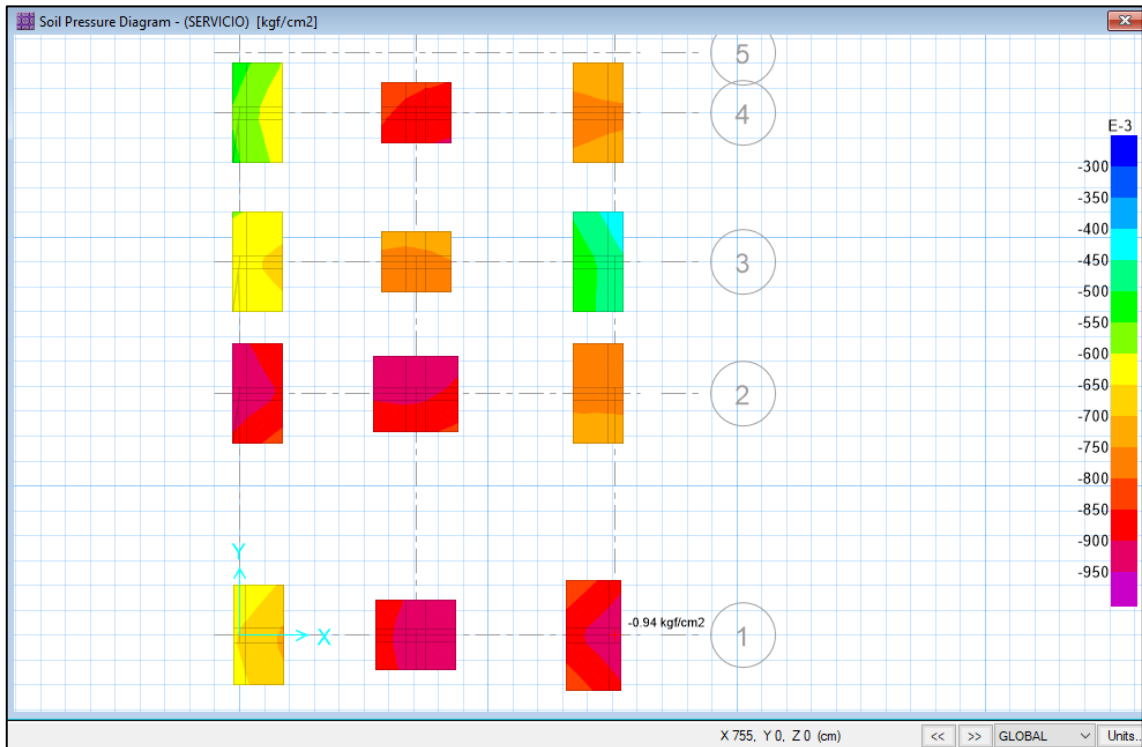 Soil Pressure Diagram - (SERVICIO) [kgf/cm2]
5
4
3
2
1
E-3
-300
-350
-400
-450
-500
-550
-600
-650
-700
-750
-800
-850
-900
-950
Y
X
-0.94 kgf/cm2
X 755, Y 0, Z 0 (cm)
<<
>>
GLOBAL
Units..